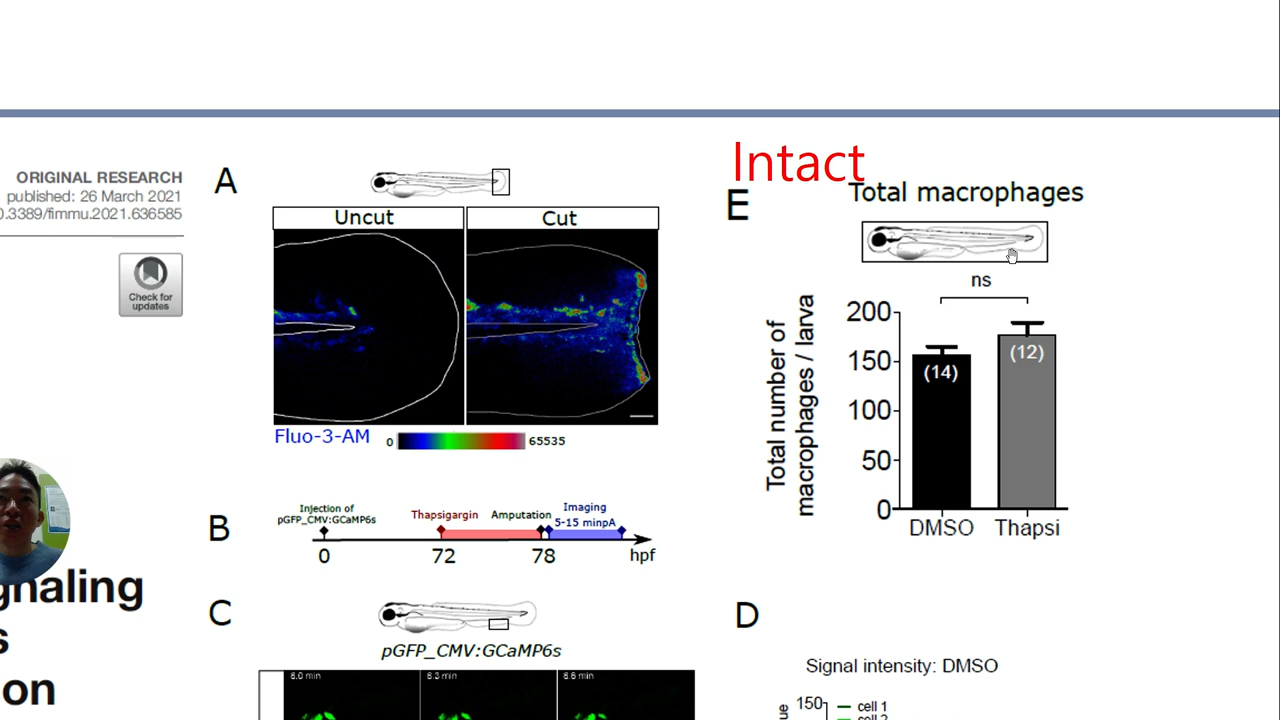 ORIGINAL RESEARCH
published: 26 March 2021
0.3389/fimmu.2021.636585
Check for
updates
gnaling
s
on
A
Uncut
Cut
Fluo-3-AM
0
65535
B
Injection of
pGFP_CMV:GCaMP6s
Thapsigargin
Amputation
Imaging
5-15 minpA
0
72
78
hpf
C
pGFP_CMV:GCaMP6s
6.0 min
6.3 min
6.6 min
Intact
E
Total macrophages
ns
Total number of
macrophages / larva
200
150
100
50
0
(14)
(12)
DMSO
Thapsi
D
Signal intensity: DMSO
150
cell 1
cell 2
ue